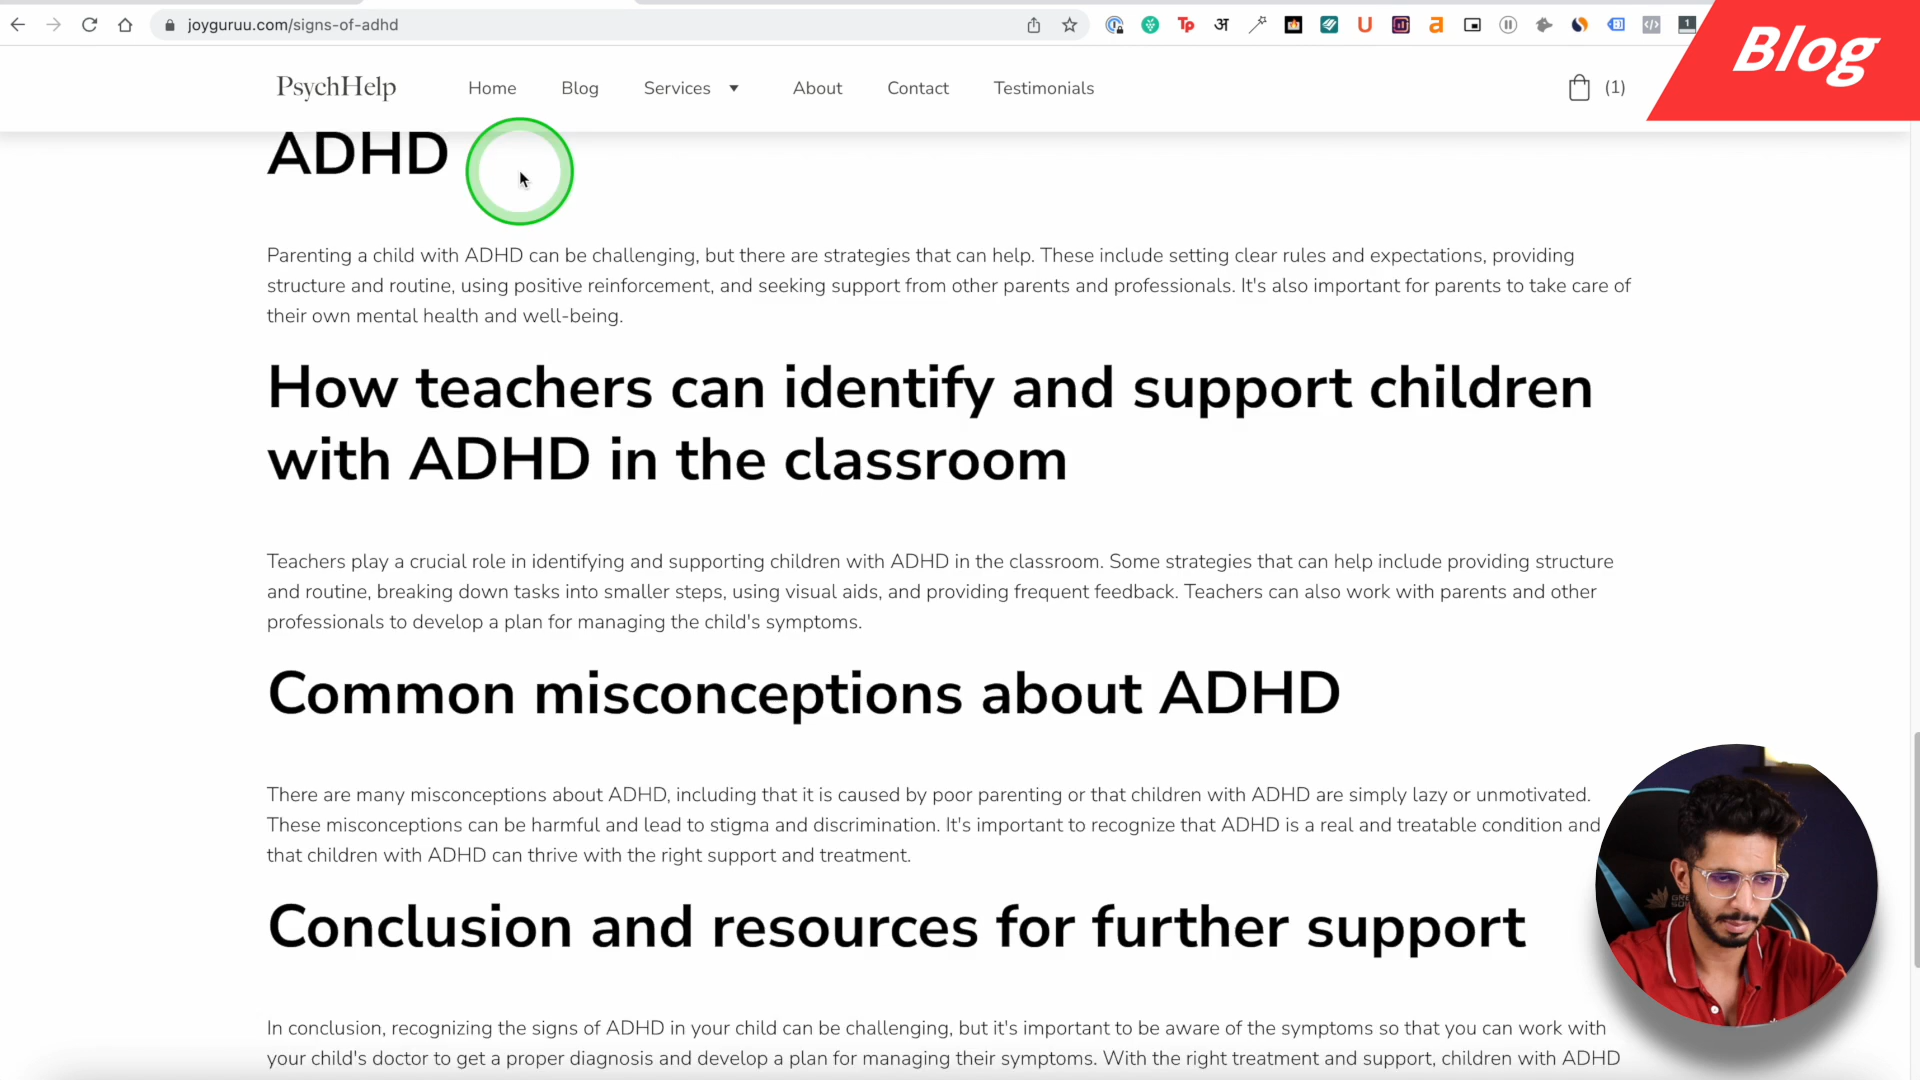 joyguruu.com/signs-of-adhd
Blog
PsychHelp Home Blog Services About Contact Testimonials (1)
ADHD
Parenting a child with ADHD can be challenging, but there are strategies that can help. These include setting clear rules and expectations, providing
structure and routine, using positive reinforcement, and seeking support from other parents and professionals. It's also important for parents to take care of
their own mental health and well-being.
How teachers can identify and support children
with ADHD in the classroom
Teachers play a crucial role in identifying and supporting children with ADHD in the classroom. Some strategies that can help include providing structure
and routine, breaking down tasks into smaller steps, using visual aids, and providing frequent feedback. Teachers can also work with parents and other
professionals to develop a plan for managing the child's symptoms.
Common misconceptions about ADHD
There are many misconceptions about ADHD, including that it is caused by poor parenting or that children with ADHD are simply lazy or unmotivated.
These misconceptions can be harmful and lead to stigma and discrimination. It's important to recognize that ADHD is a real and treatable condition and
that children with ADHD can thrive with the right support and treatment.
Conclusion and resources for further support
In conclusion, recognizing the signs of ADHD in your child can be challenging, but it's important to be aware of the symptoms so that you can work with
your child's doctor to get a proper diagnosis and develop a plan for managing their symptoms. With the right treatment and support, children with ADHD